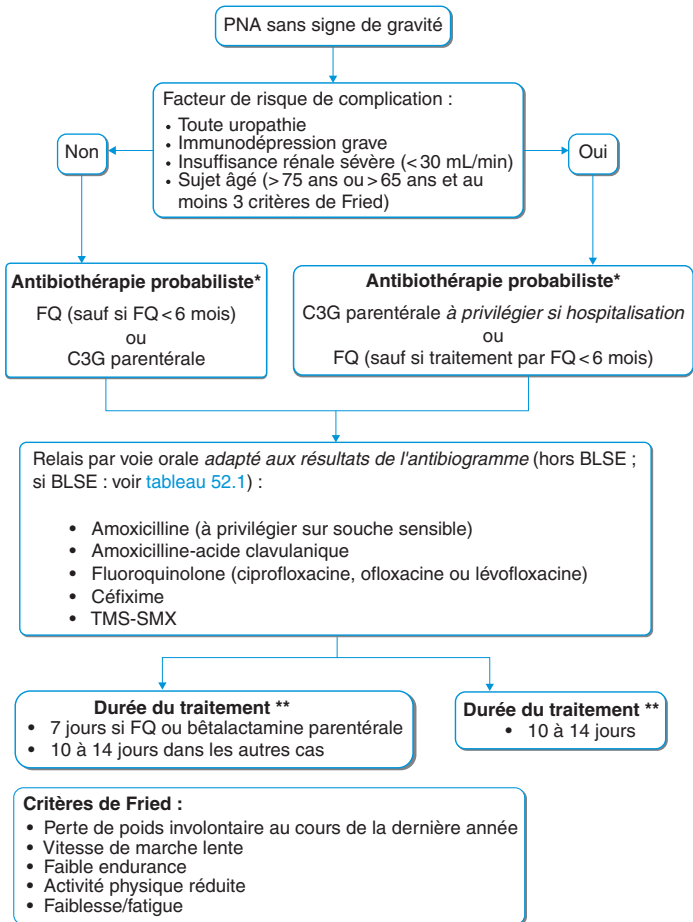 PNA sans signe de gravité
Facteur de risque de complication :
• Toute uropathie
• Immunodépression grave
• Insuffisance rénale sévère (< 30 mL/min)
• Sujet âgé (> 75 ans ou > 65 ans et au
moins 3 critères de Fried)
Non
Oui
Antibiothérapie probabiliste*
FQ (sauf si FQ < 6 mois)
ou
C3G parentérale
Antibiothérapie probabiliste*
C3G parentérale à privilégier si hospitalisation
ou
FQ (sauf si traitement par FQ < 6 mois)
Relais par voie orale adapté aux résultats de l'antibiogramme (hors BLSE ;
si BLSE : voir tableau 52.1) :
• Amoxicilline (à privilégier sur souche sensible)
• Amoxicilline-acide clavulanique
• Fluoroquinolone (ciprofloxacine, ofloxacine ou lévofloxacine)
• Céfixime
• TMS-SMX
Durée du traitement **
• 7 jours si FQ ou bêtalactamine parentérale
• 10 à 14 jours dans les autres cas
Durée du traitement **
• 10 à 14 jours
Critères de Fried :
• Perte de poids involontaire au cours de la dernière année
• Vitesse de marche lente
• Faible endurance
• Activité physique réduite
• Faiblesse/fatigue